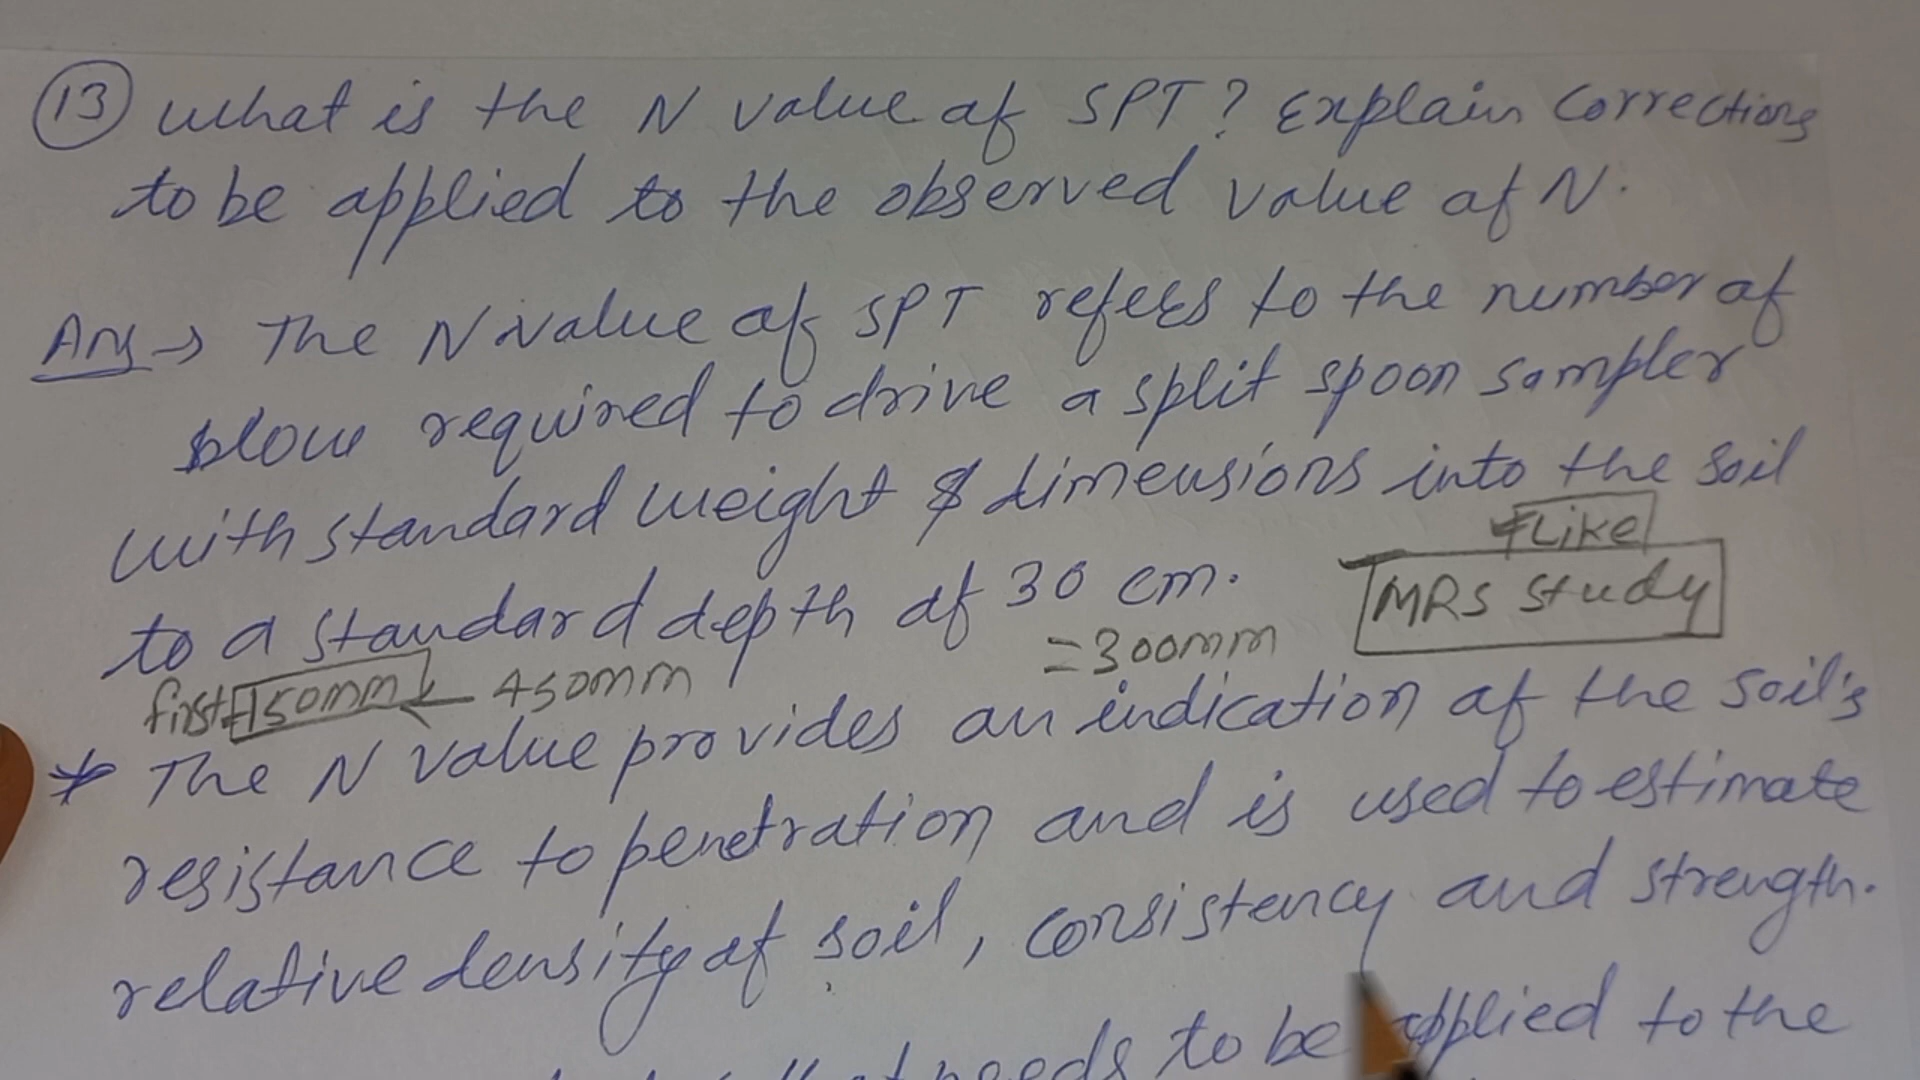 13 What is the N value of SPT? Explain Corrections
to be applied to the observed value of N.
Ans → The N value of SPT refers to the number of
blow required to drive a split spoon sampler
with standard weight & dimensions into the soil
Like
to a standard depth of 30 cm.
MRS Study
= 300mm
first 150mm ← 450mm
* The N value provides an indication of the soil's
resistance to penetration and is used to estimate
relative density of soil, consistency and strength.
needs to be applied to the